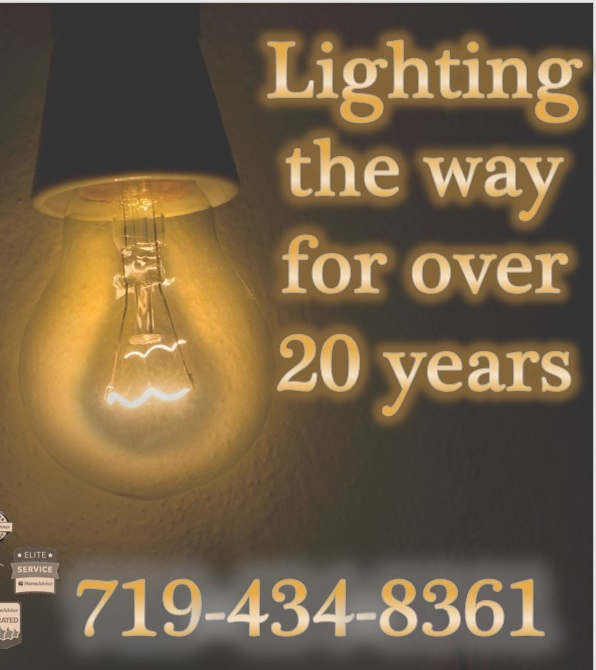 Lighting
the way
for over
20 years
ELITE
SERVICE
HomeAdvisor
719-434-8361